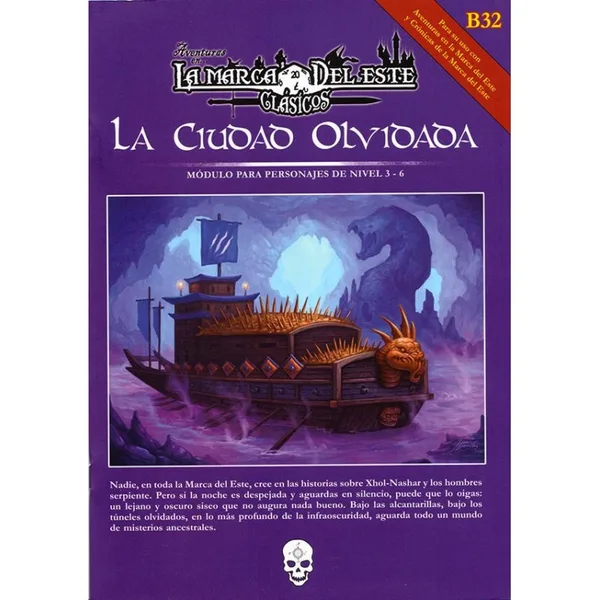 B32
Para su uso con
Aventuras en la Marca del Este
y Crónicas de la Marca del Este
Aventuras en
LA MARCA DEL ESTE
20
CLÁSICOS
LA CIUDAD OLVIDADA
MÓDULO PARA PERSONAJES DE NIVEL 3 - 6
Nadie, en toda la Marca del Este, cree en las historias sobre Xhol-Nashar y los hombres
serpiente. Pero si la noche es despejada y aguardas en silencio, puede que lo oigas:
un lejano y oscuro siseo que no augura nada bueno. Bajo las alcantarillas, bajo los
túneles olvidados, en lo más profundo de la infraoscuridad, aguarda todo un mundo
de misterios ancestrales.